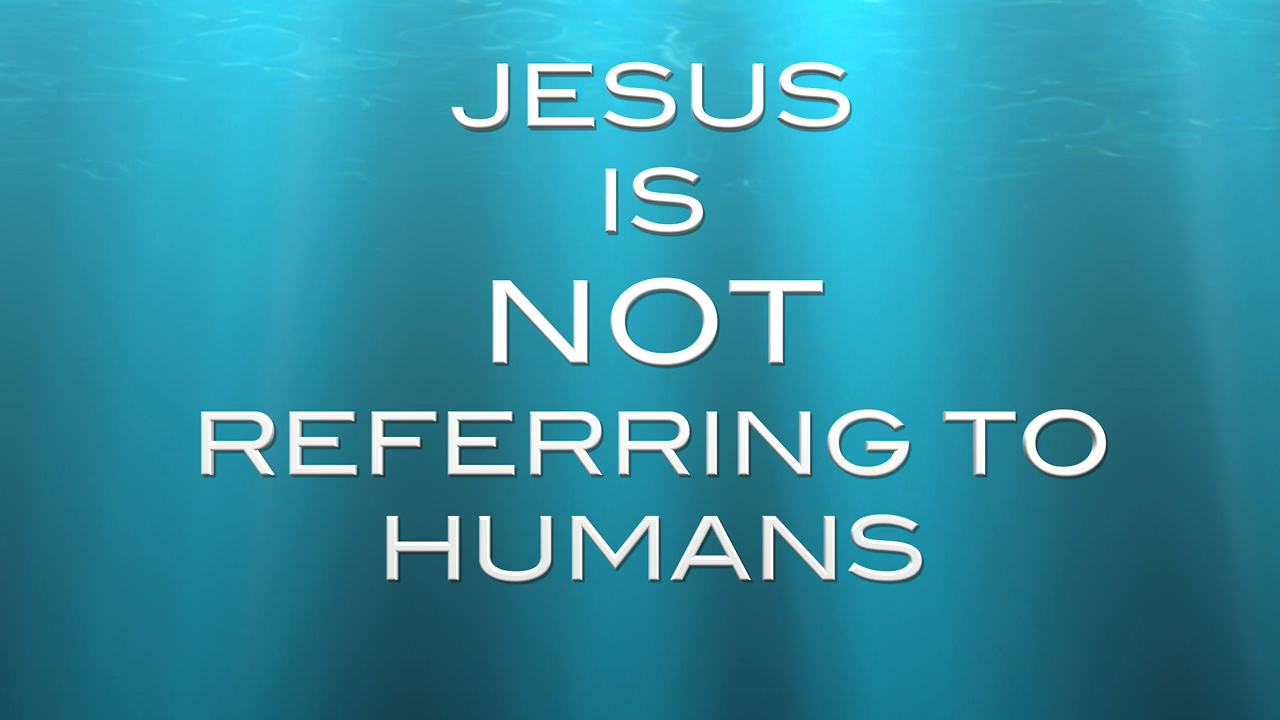 JESUS
IS
NOT
REFERRING TO
HUMANS